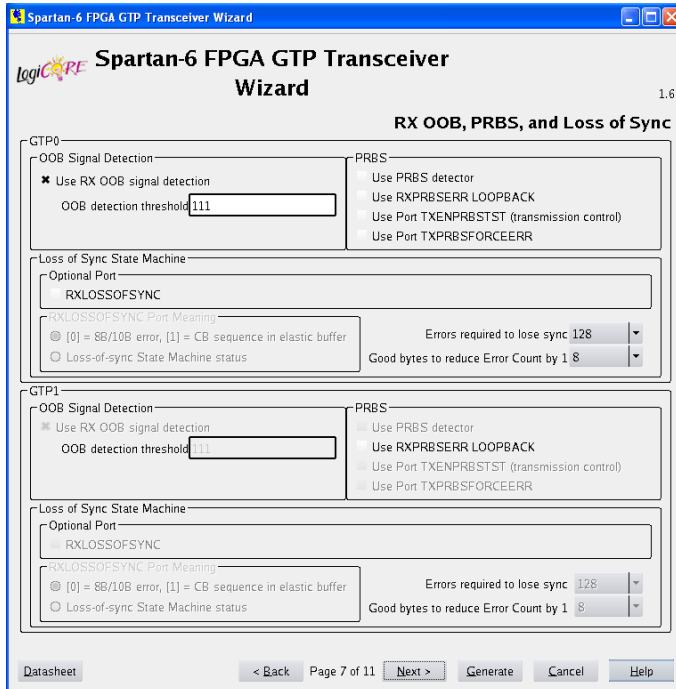 Spartan-6 FPGA GTP Transceiver Wizard
logiCORE
Spartan-6 FPGA GTP Transceiver
Wizard
1.6
RX OOB, PRBS, and Loss of Sync
GTP0
OOB Signal Detection
Use RX OOB signal detection
OOB detection threshold 111
PRBS
Use PRBS detector
Use RXPRBSERR LOOPBACK
Use Port TXENPRBSTST (transmission control)
Use Port TXPRBSFORCEERR
Loss of Sync State Machine
Optional Port
RXLOSSOFSYNC
RXLOSSOFSYNC Port Meaning
[0] = 8B/10B error, [1] = CB sequence in elastic buffer
Loss-of-sync State Machine status
Errors required to lose sync 128
Good bytes to reduce Error Count by 1 8
GTP1
OOB Signal Detection
Use RX OOB signal detection
OOB detection threshold 111
PRBS
Use PRBS detector
Use RXPRBSERR LOOPBACK
Use Port TXENPRBSTST (transmission control)
Use Port TXPRBSFORCEERR
Loss of Sync State Machine
Optional Port
RXLOSSOFSYNC
RXLOSSOFSYNC Port Meaning
[0] = 8B/10B error, [1] = CB sequence in elastic buffer
Loss-of-sync State Machine status
Errors required to lose sync 128
Good bytes to reduce Error Count by 1 8
Datasheet < Back Page 7 of 11 Next > Generate Cancel Help